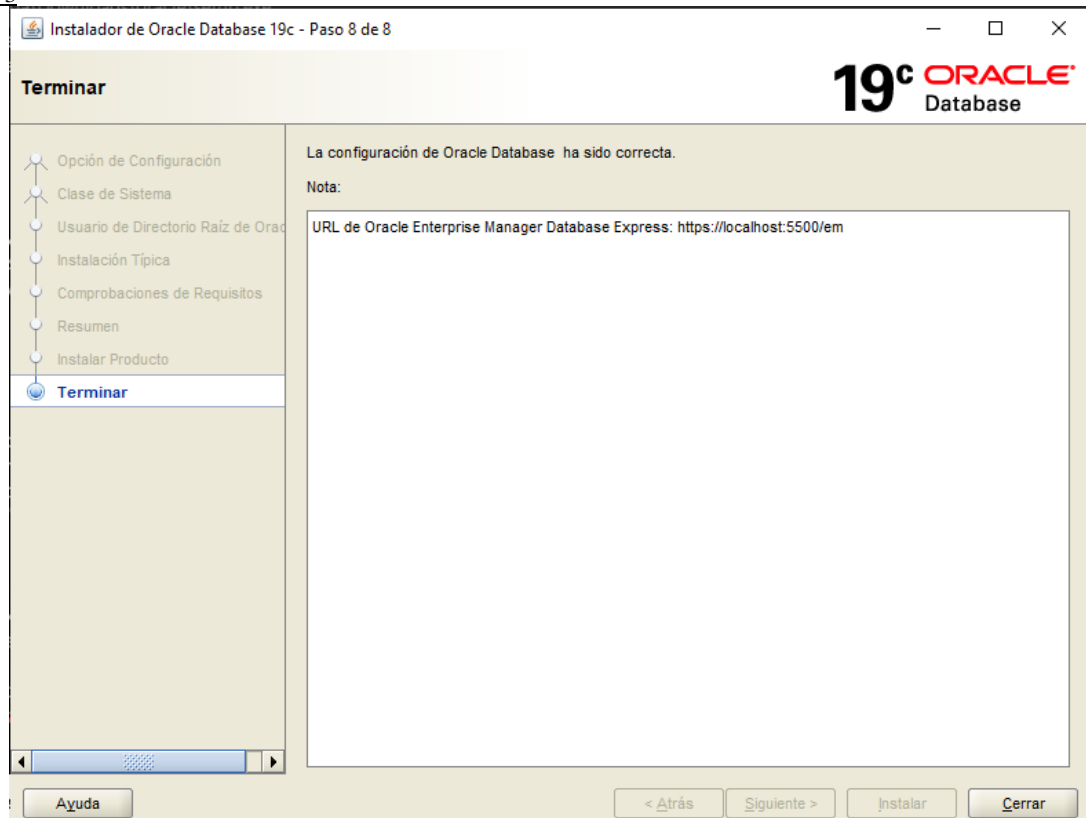 Instalador de Oracle Database 19c - Paso 8 de 8
Terminar
19c ORACLE
Database
Opción de Configuración
Clase de Sistema
Usuario de Directorio Raíz de Orac
Instalación Típica
Comprobaciones de Requisitos
Resumen
Instalar Producto
Terminar
La configuración de Oracle Database ha sido correcta.
Nota:
URL de Oracle Enterprise Manager Database Express: https://localhost:5500/em
Ayuda
< Atrás
Siguiente >
Instalar
Cerrar